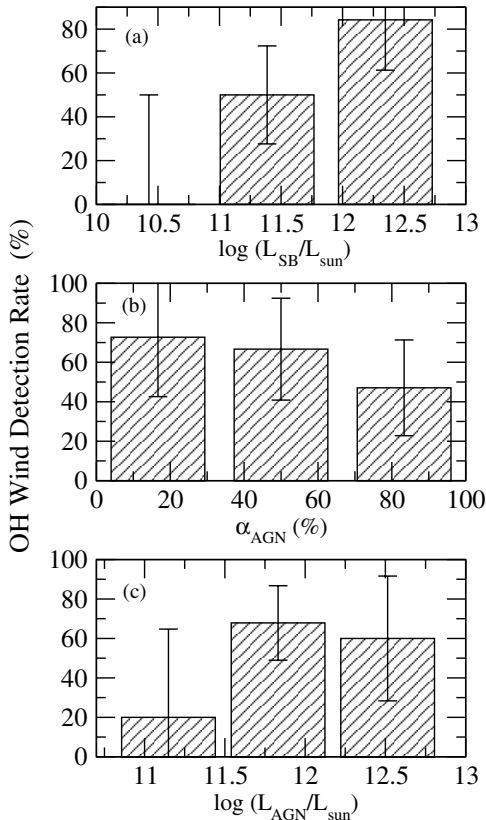 OH Wind Detection Rate (%)
(a)
80
60
40
20
0
10 10.5 11 11.5 12 12.5 13
log (L_SB/L_sun)
(b)
100
80
60
40
20
0
0 20 40 60 80 100
α_AGN (%)
(c)
100
80
60
40
20
0
11 11.5 12 12.5 13
log (L_AGN/L_sun)